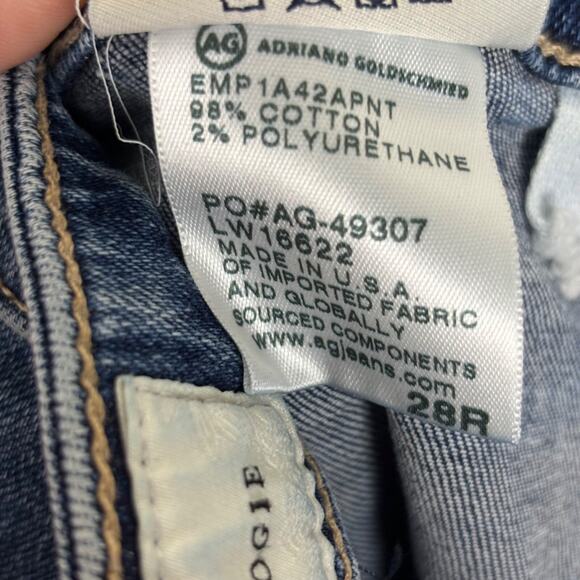 AG ADRIANO GOLDSCHMIED
EMP1A42APNT
98% COTTON
2% POLYURETHANE
PO#AG-49307
LW16622
MADE IN U.S.A.
OF IMPORTED FABRIC
AND GLOBALLY
SOURCED COMPONENTS
www.agjeans.com
28R
OGIE